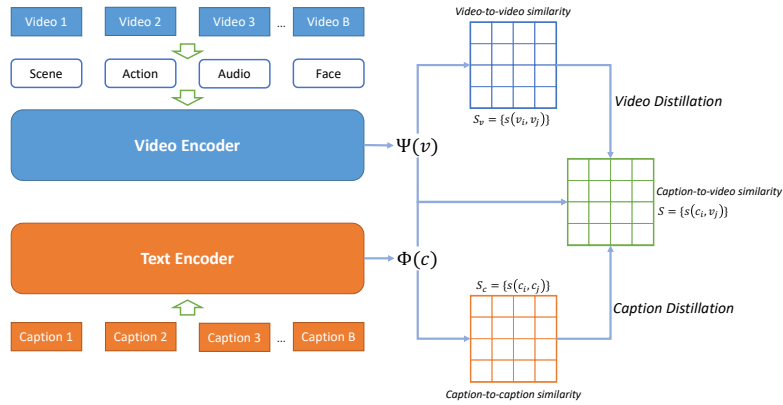 Video 1 Video 2 Video 3 ... Video B
Scene Action Audio Face
Video Encoder
Ψ(v)
Text Encoder
Φ(c)
Caption 1 Caption 2 Caption 3 ... Caption B
Video-to-video similarity
S_v = {s(v_i, v_j)}
Video Distillation
Caption-to-video similarity
S = {s(c_i, v_j)}
S_c = {s(c_i, c_j)}
Caption Distillation
Caption-to-caption similarity